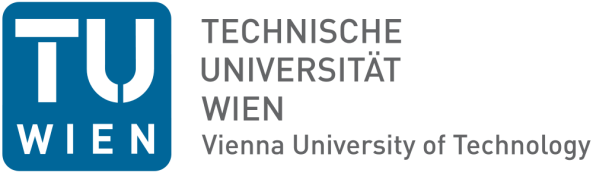 TU
WIEN
TECHNISCHE
UNIVERSITÄT
WIEN
Vienna University of Technology